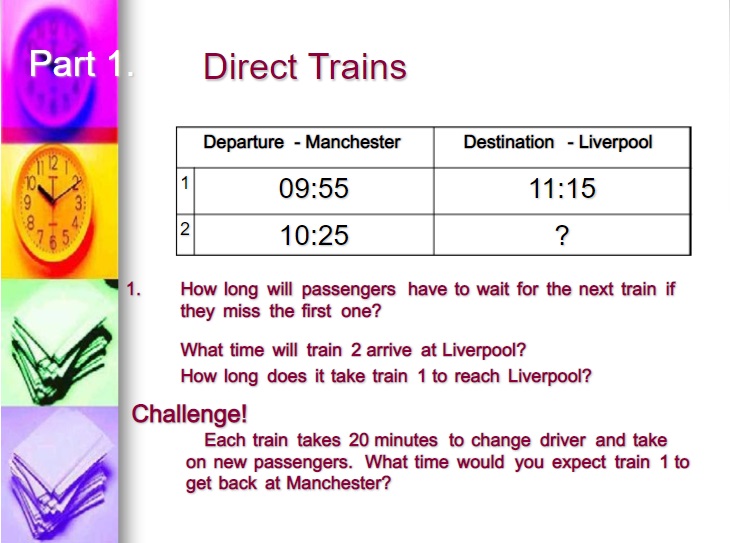 Part 1. Direct Trains
Departure - Manchester Destination - Liverpool
1 09:55 11:15
2 10:25 ?
1. How long will passengers have to wait for the next train if
they miss the first one?
What time will train 2 arrive at Liverpool?
How long does it take train 1 to reach Liverpool?
Challenge!
Each train takes 20 minutes to change driver and take
on new passengers. What time would you expect train 1 to
get back at Manchester?